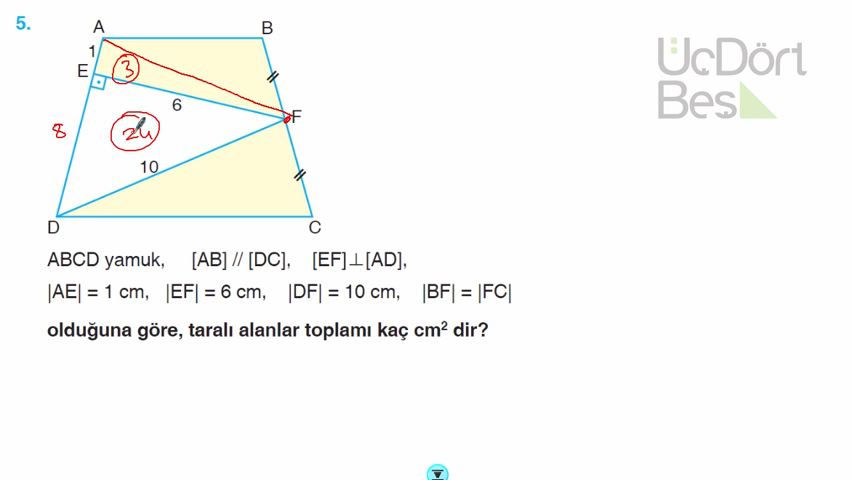 5.
A
B
1
E
3
6
F
8
24
10
D
C
ÜçDört
Beş
ABCD yamuk, [AB] // [DC], [EF]⊥[AD],
|AE| = 1 cm, |EF| = 6 cm, |DF| = 10 cm, |BF| = |FC|
olduğuna göre, taralı alanlar toplamı kaç cm² dir?